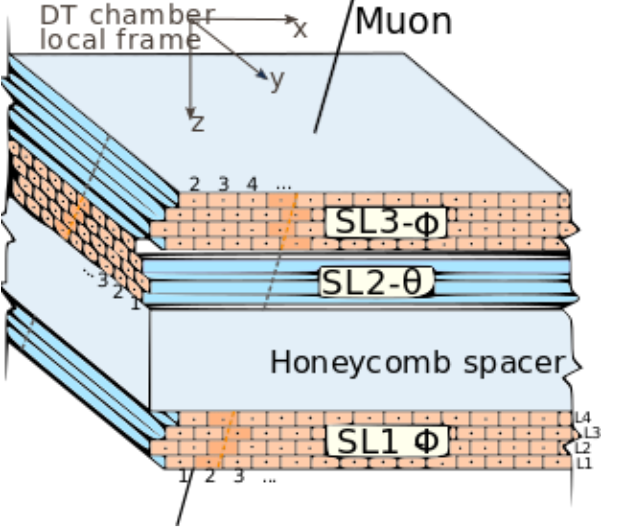 DT chamber
local frame
Muon
x
y
z
2 3 4 ...
SL3-Φ
SL2-θ
... 3 2 1
Honeycomb spacer
SL1 Φ
L4
L3
L2
L1
1 2 3 ...